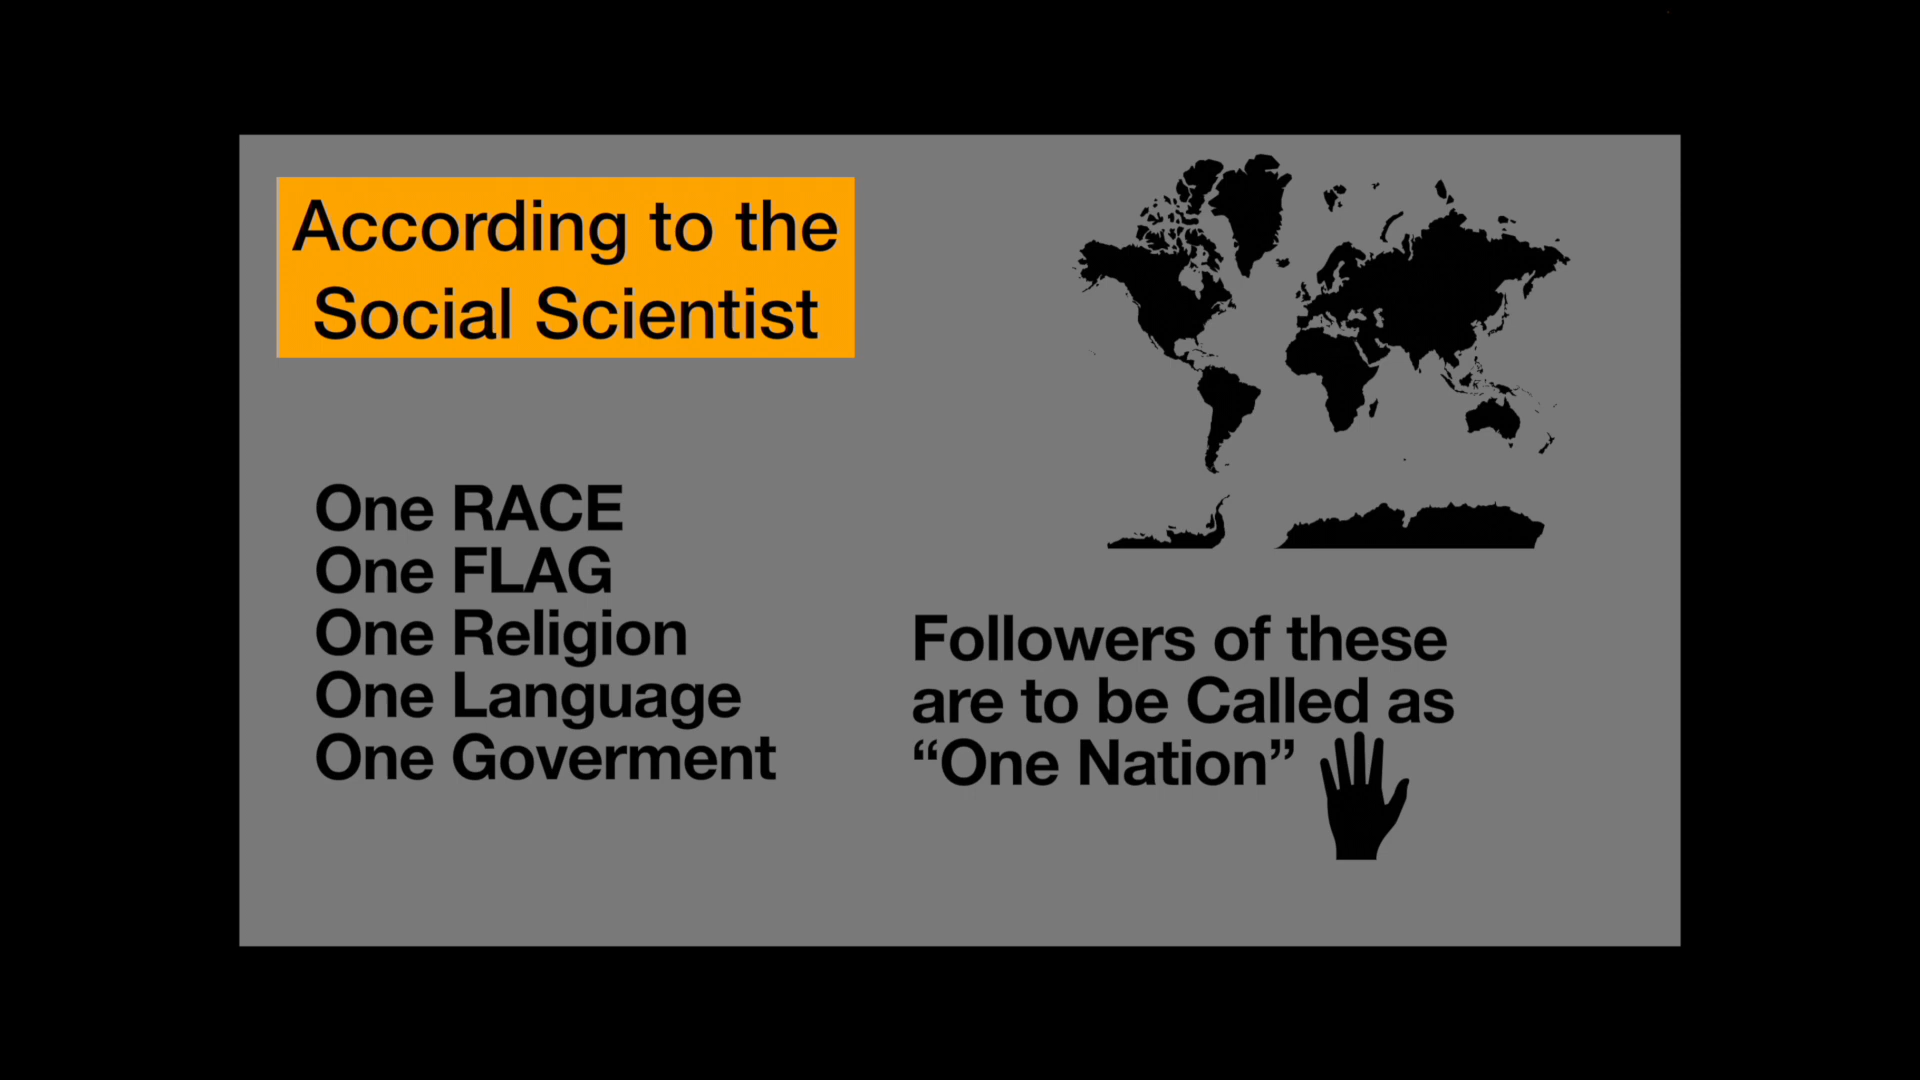 According to the
Social Scientist
One RACE
One FLAG
One Religion
One Language
One Goverment
Followers of these
are to be Called as
“One Nation”